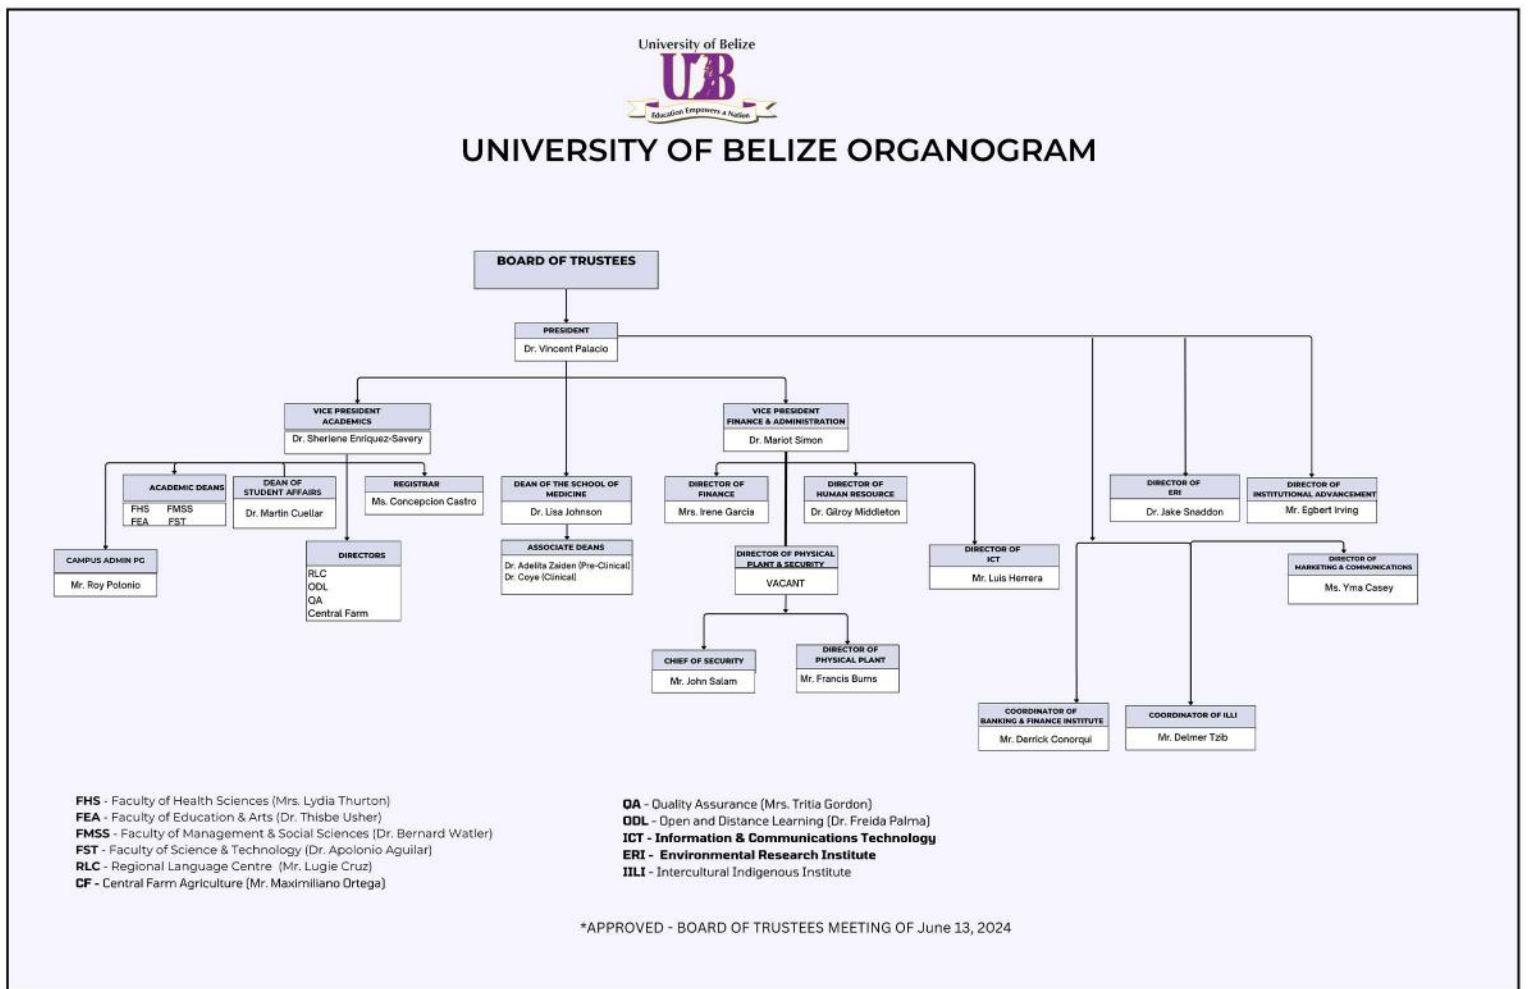 University of Belize
UB
Education Empowers a Nation
UNIVERSITY OF BELIZE ORGANOGRAM
BOARD OF TRUSTEES
PRESIDENT
Dr. Vincent Palacio
VICE PRESIDENT
ACADEMICS
Dr. Sherlene Enriquez-Savery
VICE PRESIDENT
FINANCE & ADMINISTRATION
Dr. Mariot Simon
ACADEMIC DEANS
FHS FMSS
FEA FST
DEAN OF
STUDENT AFFAIRS
Dr. Martin Cuellar
REGISTRAR
Ms. Concepcion Castro
DEAN OF THE SCHOOL OF
MEDICINE
Dr. Lisa Johnson
DIRECTOR OF
FINANCE
Mrs. Irene Garcia
DIRECTOR OF
HUMAN RESOURCE
Dr. Gilroy Middleton
DIRECTOR OF
ERI
Dr. Jake Snaddon
DIRECTOR OF
INSTITUTIONAL ADVANCEMENT
Mr. Egbert Irving
CAMPUS ADMIN PG
Mr. Roy Polonio
DIRECTORS
RLC
ODL
QA
Central Farm
ASSOCIATE DEANS
Dr. Adelita Zaiden (Pre-Clinical)
Dr. Coye (Clinical)
DIRECTOR OF PHYSICAL
PLANT & SECURITY
VACANT
DIRECTOR OF
ICT
Mr. Luis Herrera
DIRECTOR OF
MARKETING & COMMUNICATIONS
Ms. Yma Casey
CHIEF OF SECURITY
Mr. John Salam
DIRECTOR OF
PHYSICAL PLANT
Mr. Francis Burns
COORDINATOR OF
BANKING & FINANCE INSTITUTE
Mr. Derrick Conorqui
COORDINATOR OF ILLI
Mr. Delmer Tzib
FHS - Faculty of Health Sciences (Mrs. Lydia Thurton)
FEA - Faculty of Education & Arts (Dr. Thisbe Usher)
FMSS - Faculty of Management & Social Sciences (Dr. Bernard Watler)
FST - Faculty of Science & Technology (Dr. Apolonio Aguilar)
RLC - Regional Language Centre (Mr. Lugie Cruz)
CF - Central Farm Agriculture (Mr. Maximiliano Ortega)
QA - Quality Assurance (Mrs. Tritia Gordon)
ODL - Open and Distance Learning (Dr. Freida Palma)
ICT - Information & Communications Technology
ERI - Environmental Research Institute
IILI - Intercultural Indigenous Institute
*APPROVED - BOARD OF TRUSTEES MEETING OF June 13, 2024